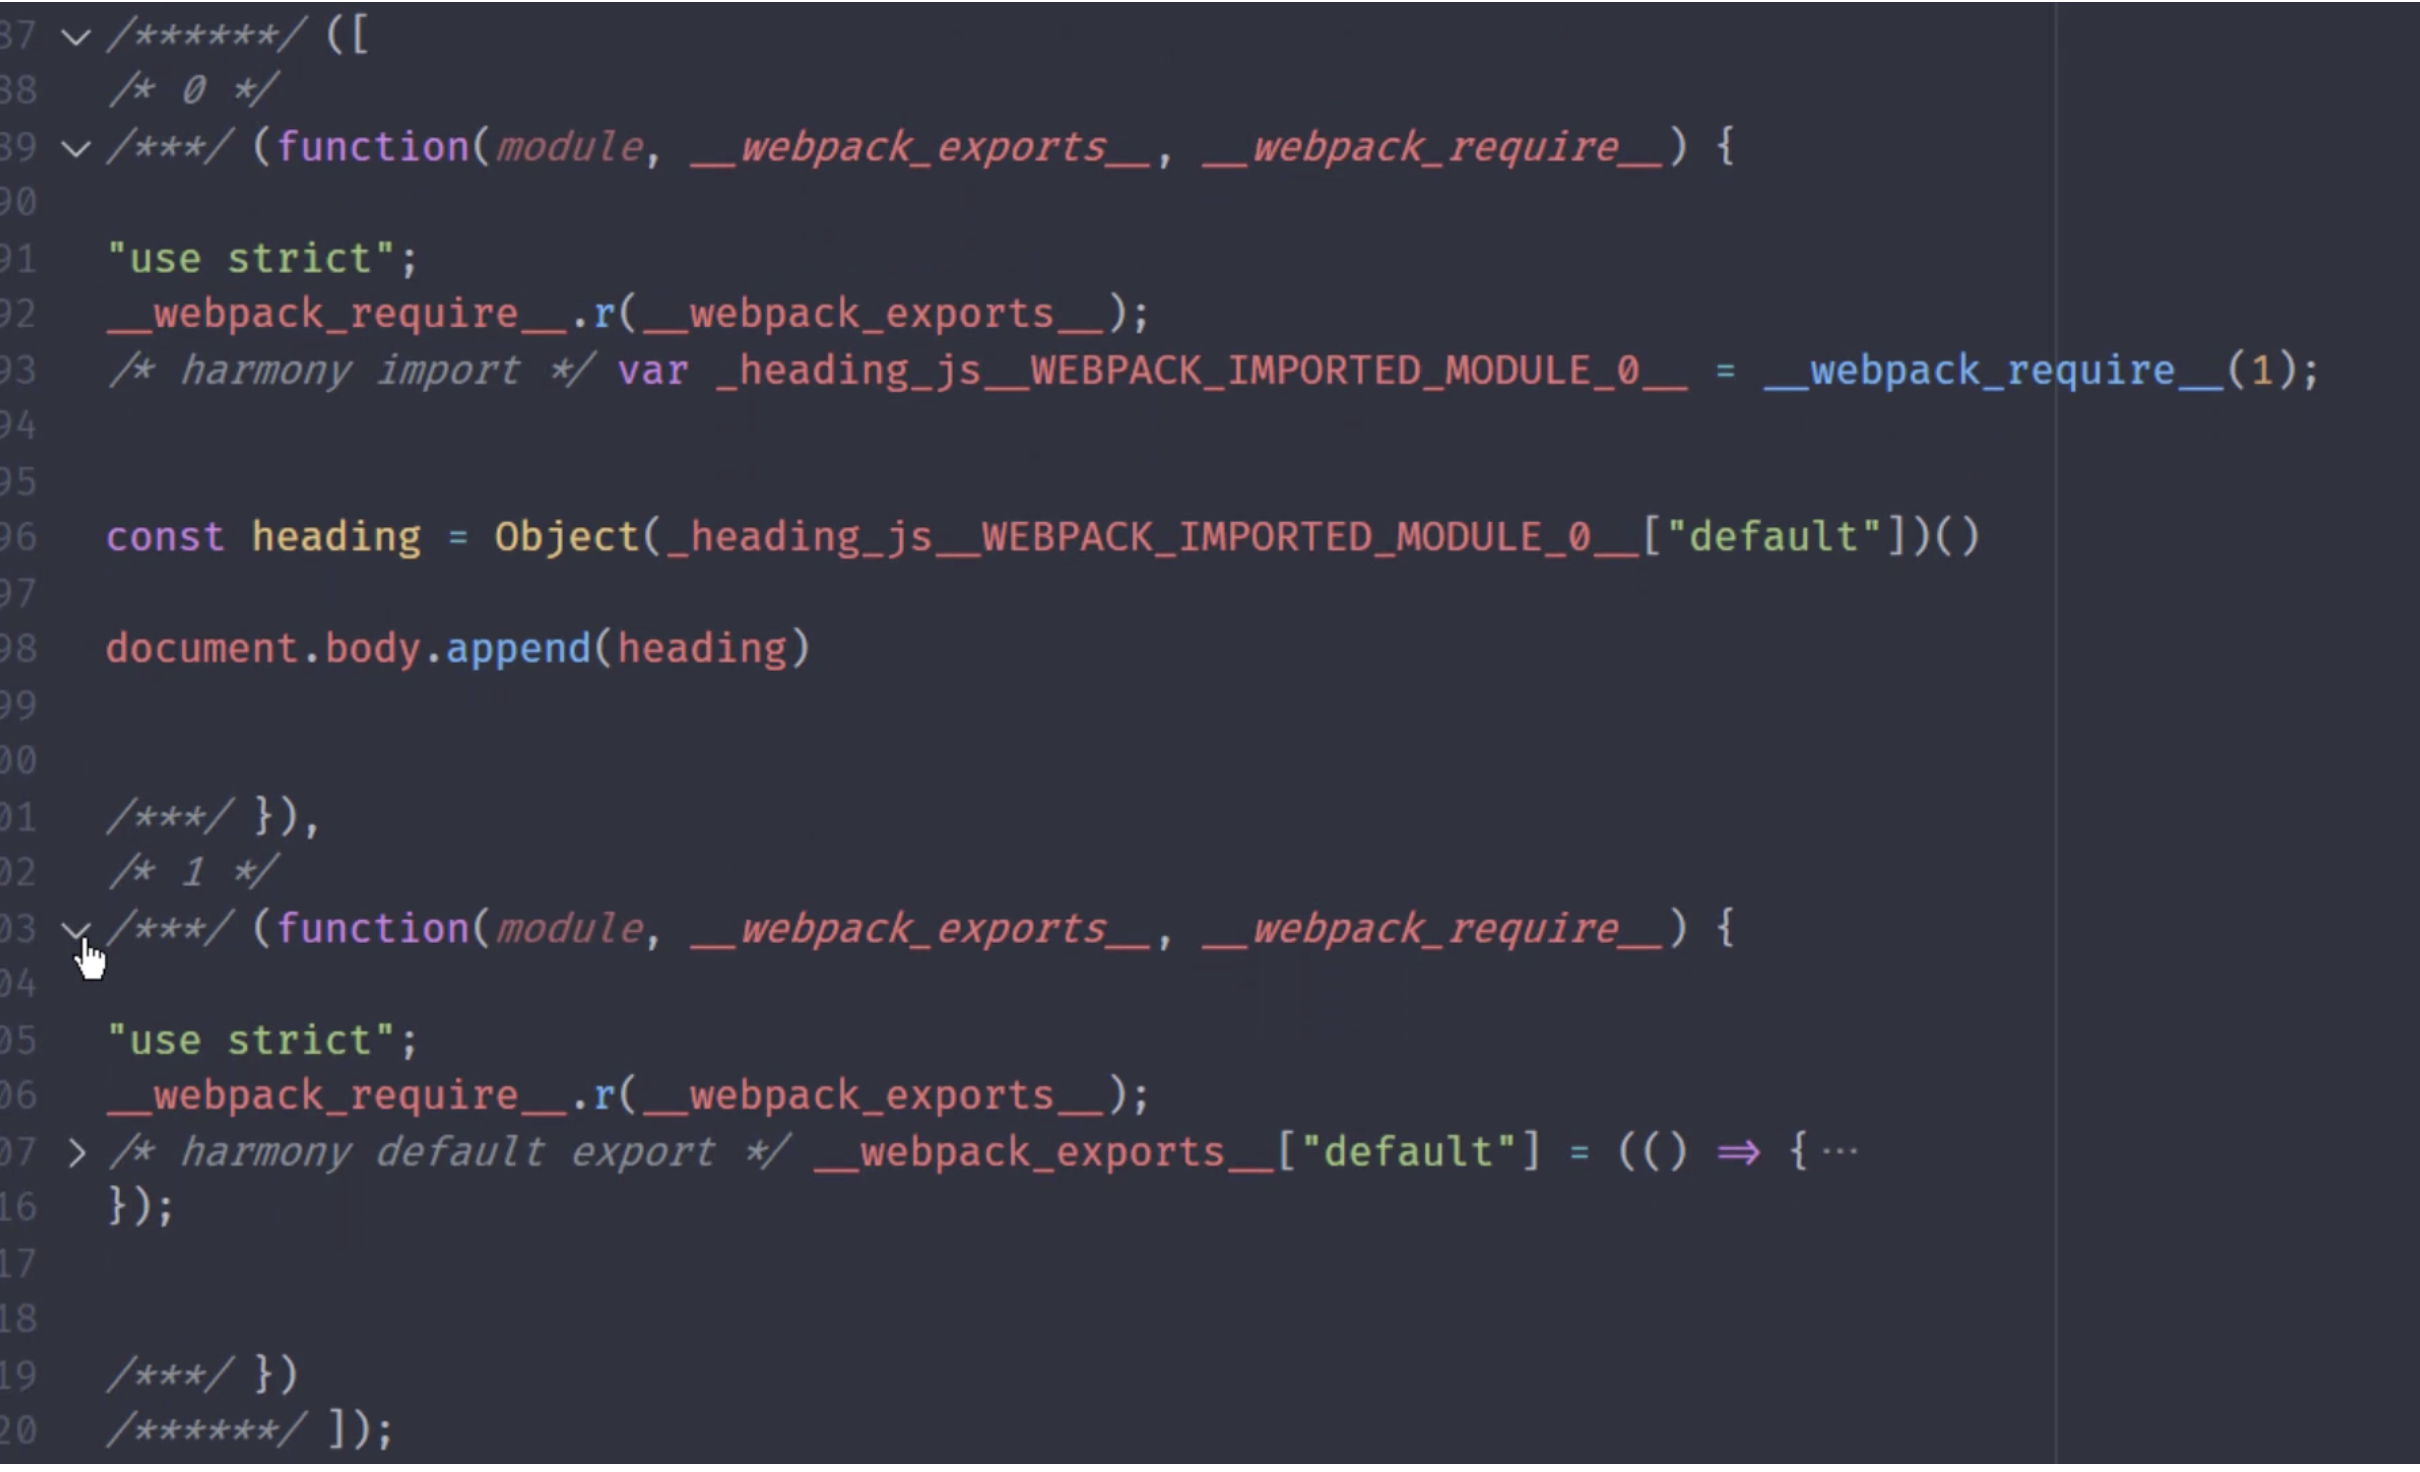 87 /******/ ([
88 /* 0 */
89 /***/ (function(module, __webpack_exports__, __webpack_require__) {
90
91 "use strict";
92 __webpack_require__.r(__webpack_exports__);
93 /* harmony import */ var _heading_js__WEBPACK_IMPORTED_MODULE_0__ = __webpack_require__(1);
94
95
96 const heading = Object(_heading_js__WEBPACK_IMPORTED_MODULE_0__["default"])()
97
98 document.body.append(heading)
99
00
01 /***/ }),
02 /* 1 */
03 /***/ (function(module, __webpack_exports__, __webpack_require__) {
04
05 "use strict";
06 __webpack_require__.r(__webpack_exports__);
07 /* harmony default export */ __webpack_exports__["default"] = (() => { ···
16 });
17
18
19 /***/ })
20 /******/ ]);